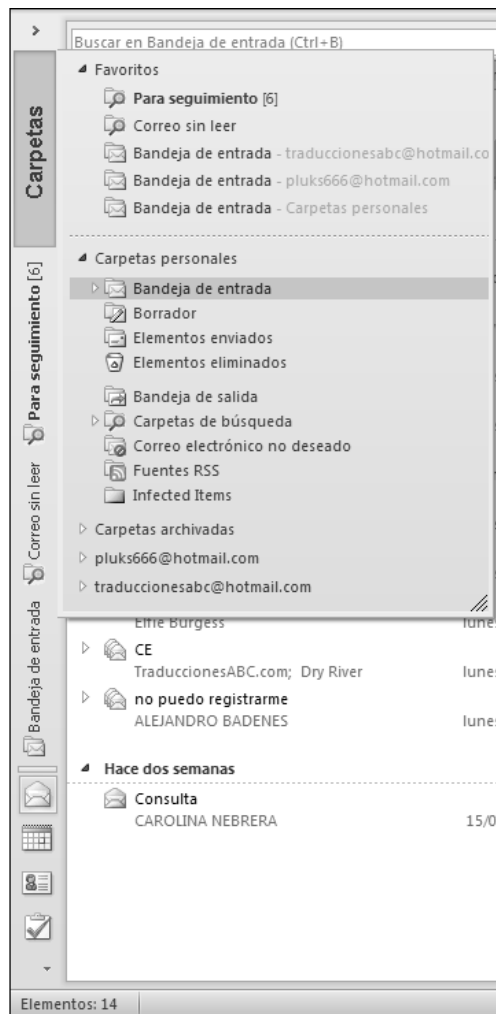 Buscar en Bandeja de entrada (Ctrl+B)
Carpetas
Favoritos
Para seguimiento [6]
Correo sin leer
Bandeja de entrada - traduccionesabc@hotmail.co
Bandeja de entrada - pluks666@hotmail.com
Bandeja de entrada - Carpetas personales
Carpetas personales
Bandeja de entrada
Borrador
Elementos enviados
Elementos eliminados
Bandeja de salida
Carpetas de búsqueda
Correo electrónico no deseado
Fuentes RSS
Infected Items
Carpetas archivadas
pluks666@hotmail.com
traduccionesabc@hotmail.com
Para seguimiento [6]
Correo sin leer
Bandeja de entrada
Elfie Burgess lune
CE
TraduccionesABC.com; Dry River lune
no puedo registrarme
ALEJANDRO BADENES lune
Hace dos semanas
Consulta
CAROLINA NEBRERA 15/0
Elementos: 14